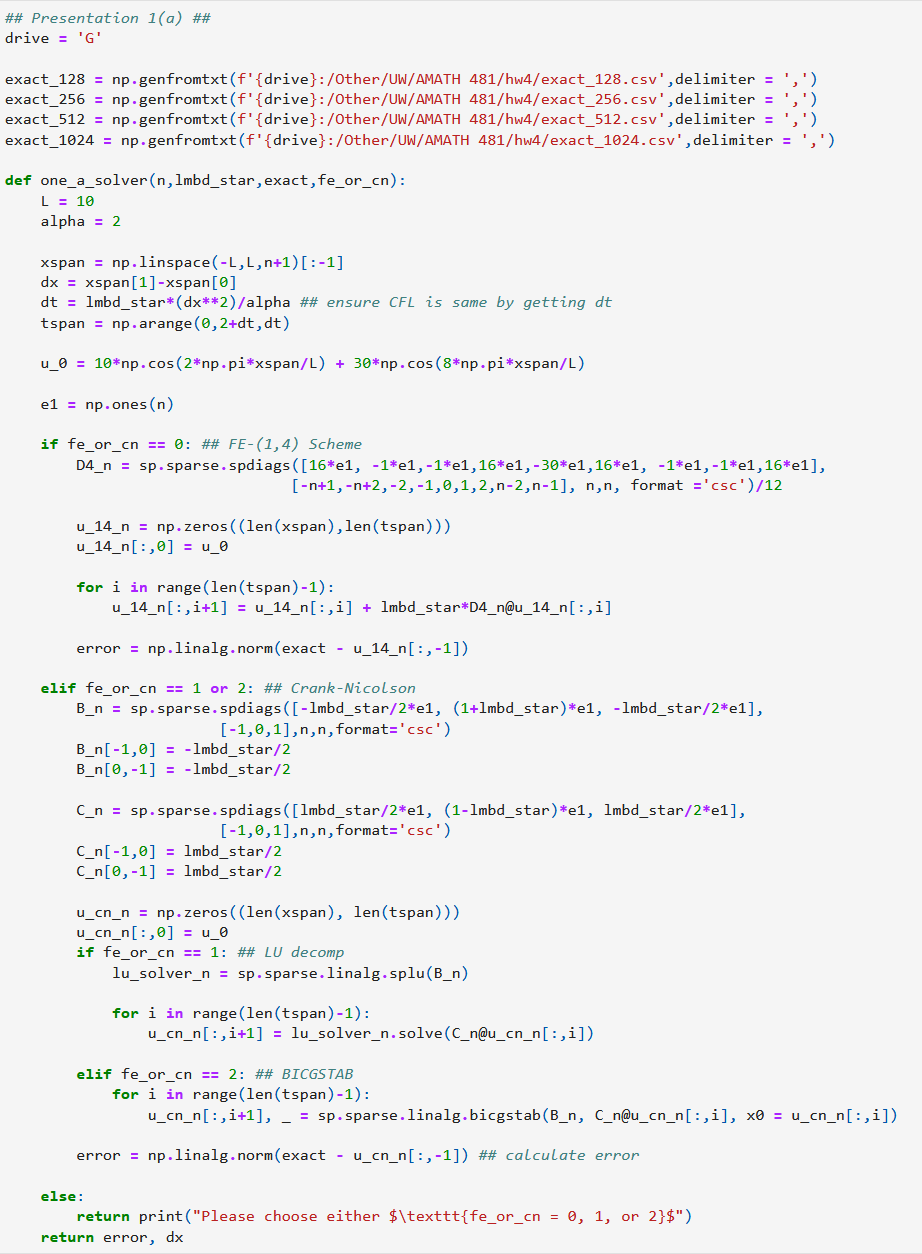 ## Presentation 1(a) ##
drive = 'G'

exact_128 = np.genfromtxt(f'{drive}:/Other/UW/AMATH 481/hw4/exact_128.csv',delimiter = ',')
exact_256 = np.genfromtxt(f'{drive}:/Other/UW/AMATH 481/hw4/exact_256.csv',delimiter = ',')
exact_512 = np.genfromtxt(f'{drive}:/Other/UW/AMATH 481/hw4/exact_512.csv',delimiter = ',')
exact_1024 = np.genfromtxt(f'{drive}:/Other/UW/AMATH 481/hw4/exact_1024.csv',delimiter = ',')

def one_a_solver(n,lmbd_star,exact,fe_or_cn):
    L = 10
    alpha = 2

    xspan = np.linspace(-L,L,n+1)[:-1]
    dx = xspan[1]-xspan[0]
    dt = lmbd_star*(dx**2)/alpha ## ensure CFL is same by getting dt
    tspan = np.arange(0,2+dt,dt)

    u_0 = 10*np.cos(2*np.pi*xspan/L) + 30*np.cos(8*np.pi*xspan/L)

    e1 = np.ones(n)

    if fe_or_cn == 0: ## FE-(1,4) Scheme
        D4_n = sp.sparse.spdiags([16*e1, -1*e1,-1*e1,16*e1,-30*e1,16*e1, -1*e1,-1*e1,16*e1],
                                [-n+1,-n+2,-2,-1,0,1,2,n-2,n-1], n,n, format ='csc')/12

        u_14_n = np.zeros((len(xspan),len(tspan)))
        u_14_n[:,0] = u_0

        for i in range(len(tspan)-1):
            u_14_n[:,i+1] = u_14_n[:,i] + lmbd_star*D4_n@u_14_n[:,i]

        error = np.linalg.norm(exact - u_14_n[:,-1])

    elif fe_or_cn == 1 or 2: ## Crank-Nicolson
        B_n = sp.sparse.spdiags([-lmbd_star/2*e1, (1+lmbd_star)*e1, -lmbd_star/2*e1],
                        [-1,0,1],n,n,format='csc')
        B_n[-1,0] = -lmbd_star/2
        B_n[0,-1] = -lmbd_star/2

        C_n = sp.sparse.spdiags([lmbd_star/2*e1, (1-lmbd_star)*e1, lmbd_star/2*e1],
                        [-1,0,1],n,n,format='csc')
        C_n[-1,0] = lmbd_star/2
        C_n[0,-1] = lmbd_star/2

        u_cn_n = np.zeros((len(xspan), len(tspan)))
        u_cn_n[:,0] = u_0
        if fe_or_cn == 1: ## LU decomp
            lu_solver_n = sp.sparse.linalg.splu(B_n)

            for i in range(len(tspan)-1):
                u_cn_n[:,i+1] = lu_solver_n.solve(C_n@u_cn_n[:,i])

        elif fe_or_cn == 2: ## BICGSTAB
            for i in range(len(tspan)-1):
                u_cn_n[:,i+1], _ = sp.sparse.linalg.bicgstab(B_n, C_n@u_cn_n[:,i], x0 = u_cn_n[:,i])

        error = np.linalg.norm(exact - u_cn_n[:,-1]) ## calculate error

    else:
        return print("Please choose either $\texttt{fe_or_cn = 0, 1, or 2}$")
    return error, dx